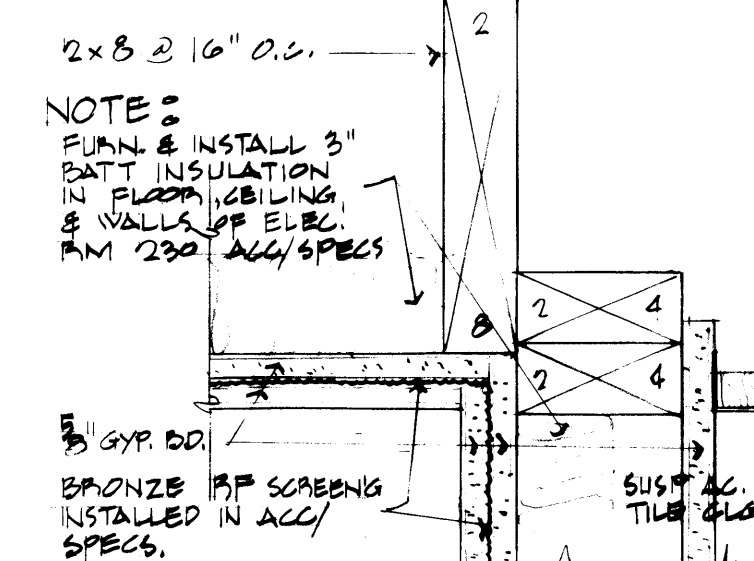 2x8 @ 16" O.C.
2
NOTE:
FURN. & INSTALL 3"
BATT INSULATION
IN FLOOR, CEILING,
& WALLS OF ELEC.
RM 230 ACC/SPECS
8
2 4
2 4
5/8" GYP. BD.
BRONZE RF SCREEN'G
INSTALLED IN ACC/
SPECS.
SUSP AC.
TILE CLG